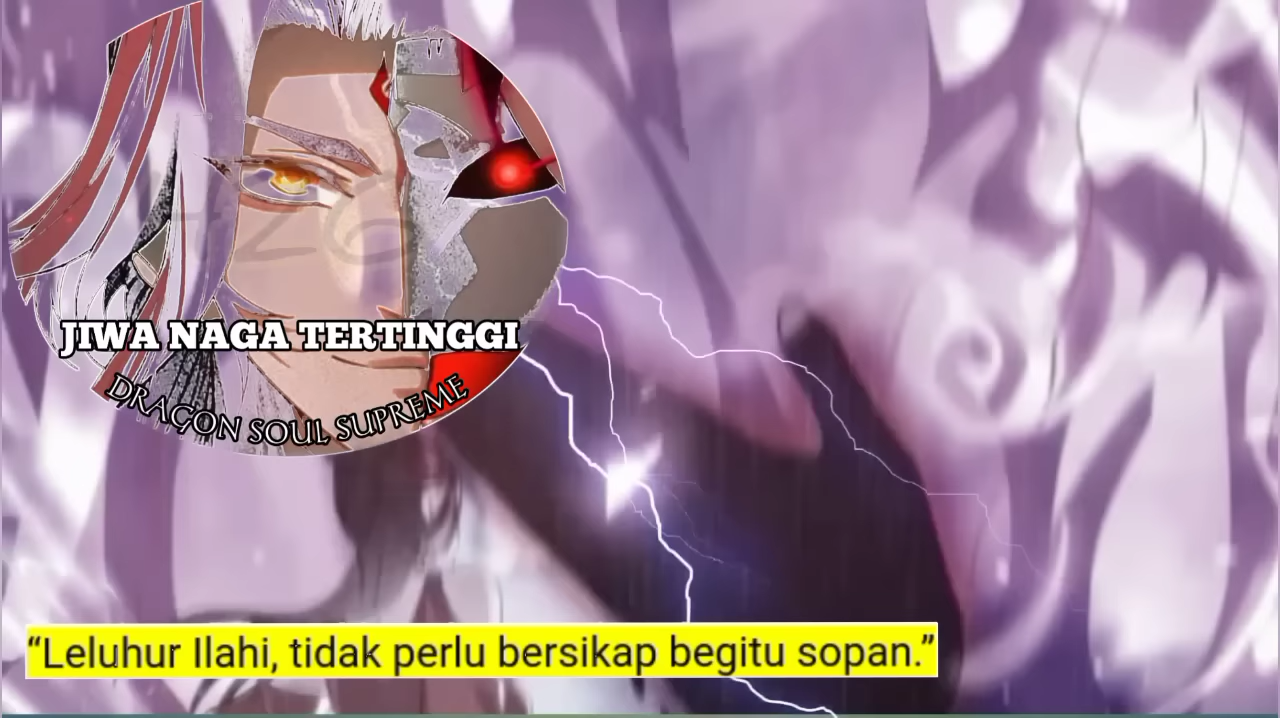 JIWA NAGA TERTINGGI
DRAGON SOUL SUPREME
“Leluhur Ilahi, tidak perlu bersikap begitu sopan.”